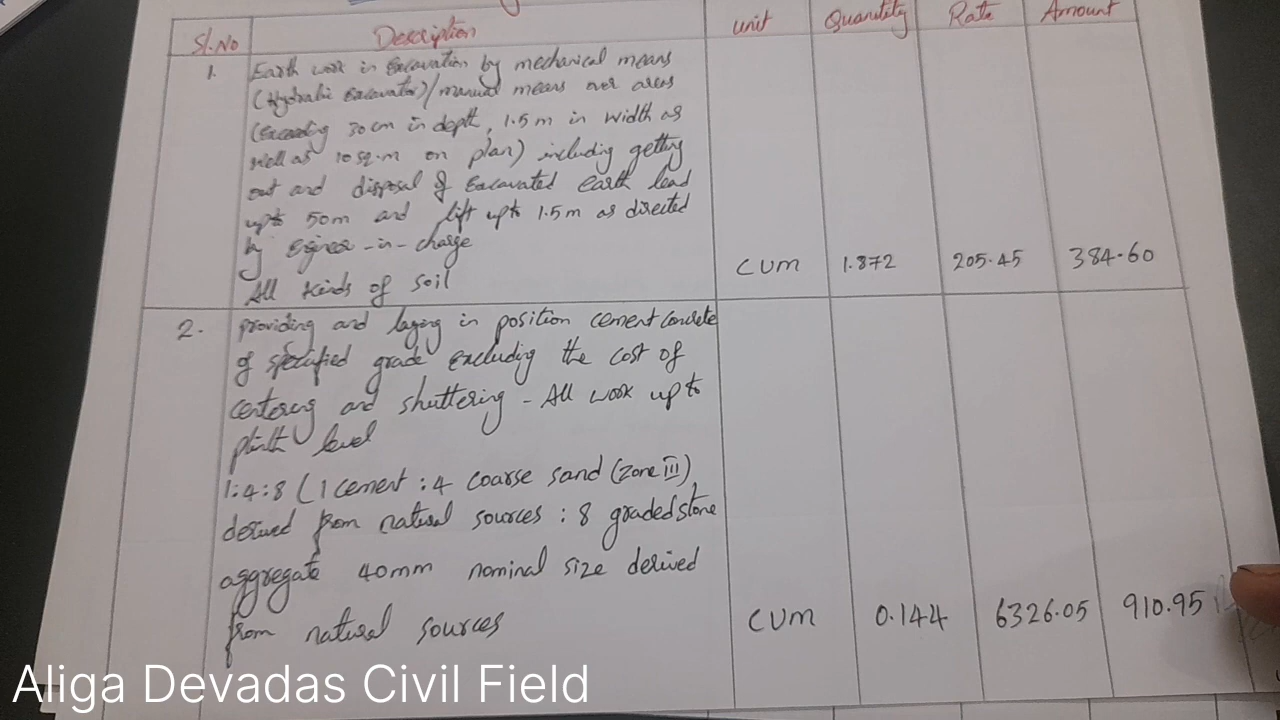 Sl.No Description unit Quantity Rate Amount
1. Earth work in Excavation by mechanical means
(Hydralic Excavator)/manual means over areas
(Exceeding 30cm in depth, 1.5m in width as
well as 10 sq.m on plan) including getting
out and disposal of Excavated earth lead
upto 50m and lift upto 1.5m as directed
by Engineer-in-charge
All kinds of soil CUM 1.872 205.45 384.60
2. providing and laying in position cement concrete
of specified grade excluding the cost of
centering and shuttering - All work up to
plinth level
1:4:8 (1 cement : 4 coarse sand (zone III)
derived from natural sources : 8 graded stone
aggregate 40mm nominal size derived
from natural sources CUM 0.144 6326.05 910.95
Aliga Devadas Civil Field